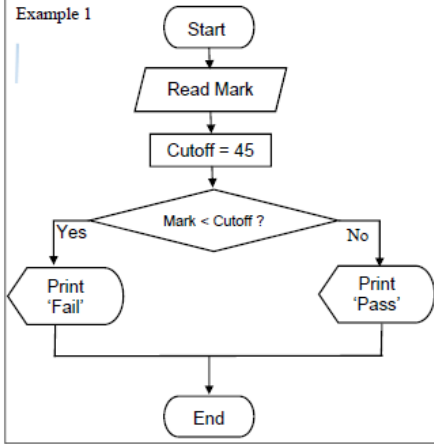 Example 1
Start
Read Mark
Cutoff = 45
Mark < Cutoff ?
Yes
No
Print
‘Fail’
Print
‘Pass’
End